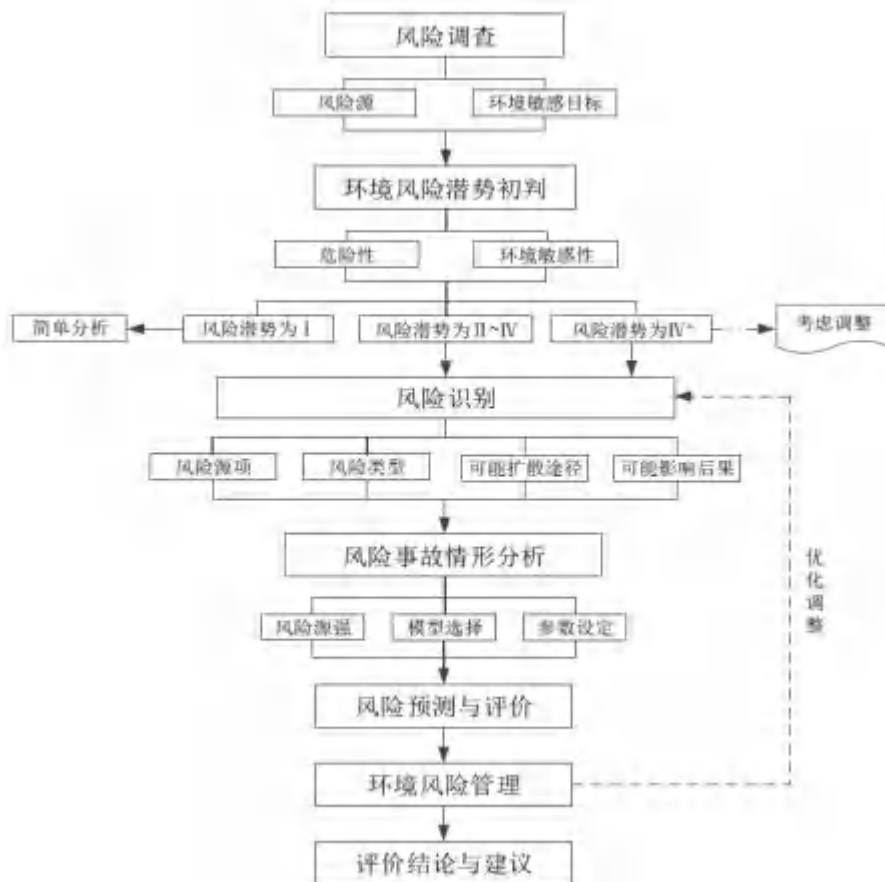 风险调查
风险源
环境敏感目标
环境风险潜势初判
危险性
环境敏感性
简单分析
风险潜势为Ⅰ
风险潜势为Ⅱ~Ⅳ
风险潜势为Ⅳ+
考虑调整
风险识别
风险源项
风险类型
可能扩散途径
可能影响后果
风险事故情形分析
优化调整
风险源强
模型选择
参数设定
风险预测与评价
环境风险管理
评价结论与建议